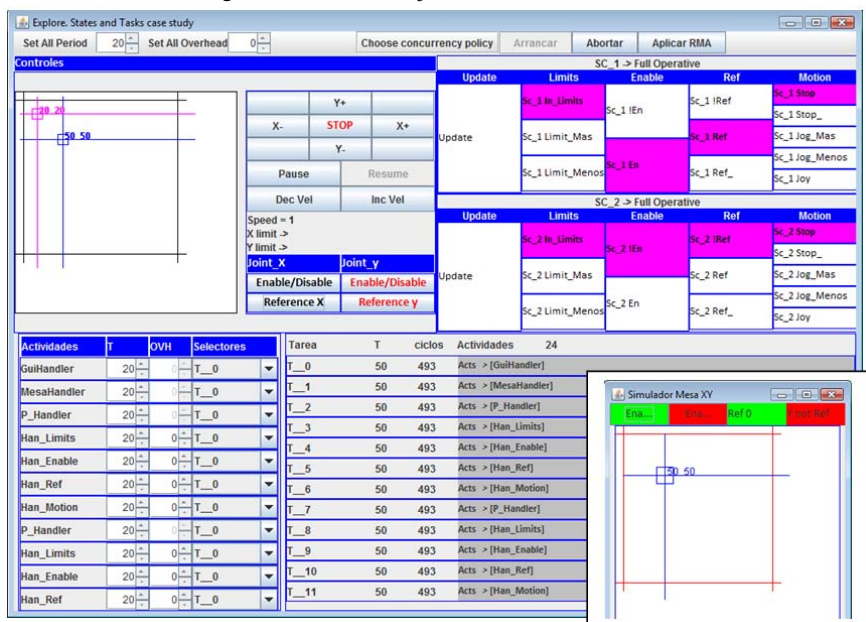 Explore. States and Tasks case study
Set All Period 20 Set All Overhead 0 Choose concurrency policy Arrancar Abortar Aplicar RMA
Controles
20 20
50 50
Y+
X- STOP X+
Y-
Pause Resume
Dec Vel Inc Vel
Speed = 1
X limit ->
Y limit ->
Joint_X Joint_y
Enable/Disable Enable/Disable
Reference X Reference y
SC_1 -> Full Operative
Update Limits Enable Ref Motion
Update
Sc_1 In_Limits
Sc_1 Limit_Mas
Sc_1 Limit_Menos
Sc_1 !En
Sc_1 En
Sc_1 !Ref
Sc_1 Ref
Sc_1 Ref_
Sc_1 Stop
Sc_1 Stop_
Sc_1 Jog_Mas
Sc_1 Jog_Menos
Sc_1 Joy
SC_2 -> Full Operative
Update Limits Enable Ref Motion
Update
Sc_2 In_Limits
Sc_2 Limit_Mas
Sc_2 Limit_Menos
Sc_2 !En
Sc_2 En
Sc_2 !Ref
Sc_2 Ref
Sc_2 Ref_
Sc_2 Stop
Sc_2 Stop_
Sc_2 Jog_Mas
Sc_2 Jog_Menos
Sc_2 Joy
Actividades T OVH Selectores
GuiHandler 20 0 T__0
MesaHandler 20 0 T__0
P_Handler 20 0 T__0
Han_Limits 20 0 T__0
Han_Enable 20 0 T__0
Han_Ref 20 0 T__0
Han_Motion 20 0 T__0
P_Handler 20 0 T__0
Han_Limits 20 0 T__0
Han_Enable 20 0 T__0
Han_Ref 20 0 T__0
Tarea T ciclos Actividades 24
T__0 50 493 Acts > [GuiHandler]
T__1 50 493 Acts > [MesaHandler]
T__2 50 493 Acts > [P_Handler]
T__3 50 493 Acts > [Han_Limits]
T__4 50 493 Acts > [Han_Enable]
T__5 50 493 Acts > [Han_Ref]
T__6 50 493 Acts > [Han_Motion]
T__7 50 493 Acts > [P_Handler]
T__8 50 493 Acts > [Han_Limits]
T__9 50 493 Acts > [Han_Enable]
T__10 50 493 Acts > [Han_Ref]
T__11 50 493 Acts > [Han_Motion]
Simulador Mesa XY
Ena... Ena... Ref 0 not Ref
50 50